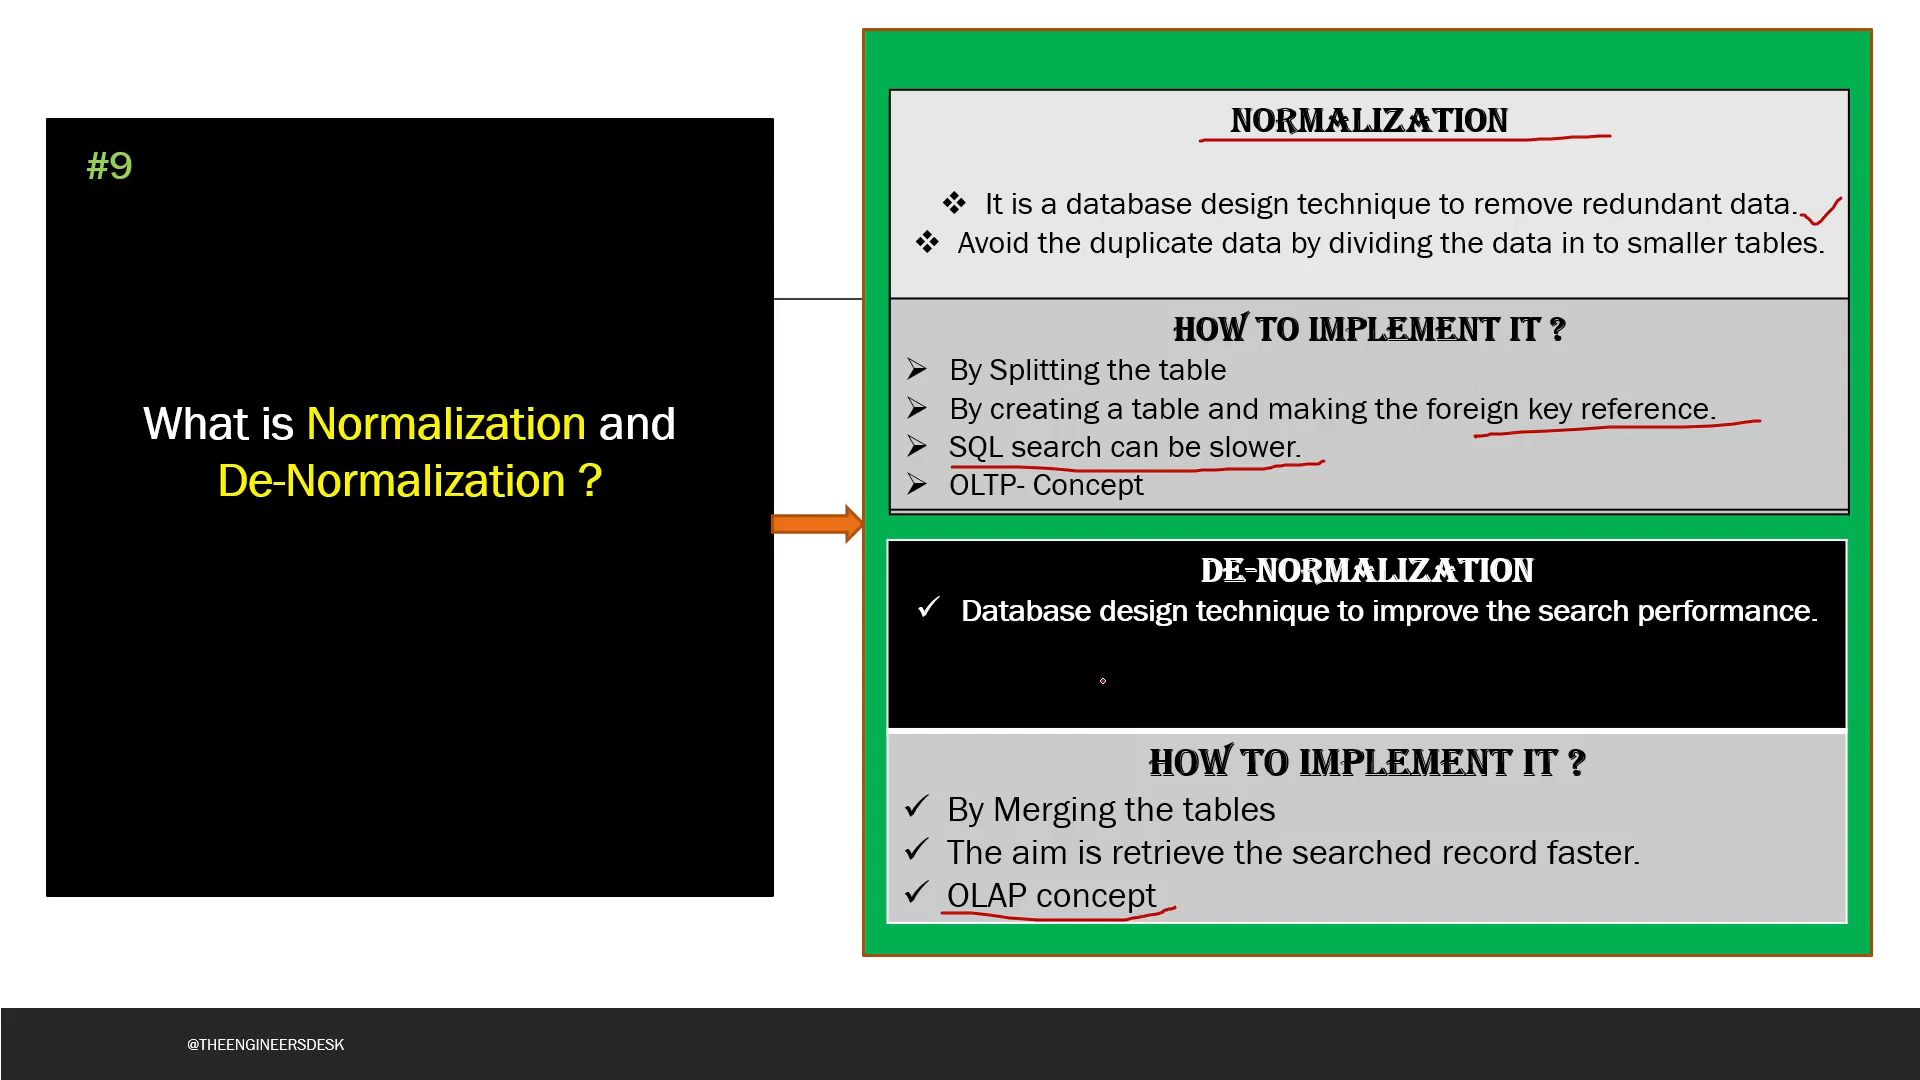 #9
What is Normalization and
De-Normalization ?
NORMALIZATION
❖ It is a database design technique to remove redundant data.
❖ Avoid the duplicate data by dividing the data in to smaller tables.
HOW TO IMPLEMENT IT ?
➢ By Splitting the table
➢ By creating a table and making the foreign key reference.
➢ SQL search can be slower.
➢ OLTP- Concept
DE-NORMALIZATION
✓ Database design technique to improve the search performance.
HOW TO IMPLEMENT IT ?
✓ By Merging the tables
✓ The aim is retrieve the searched record faster.
✓ OLAP concept
@THEENGINEERSDESK